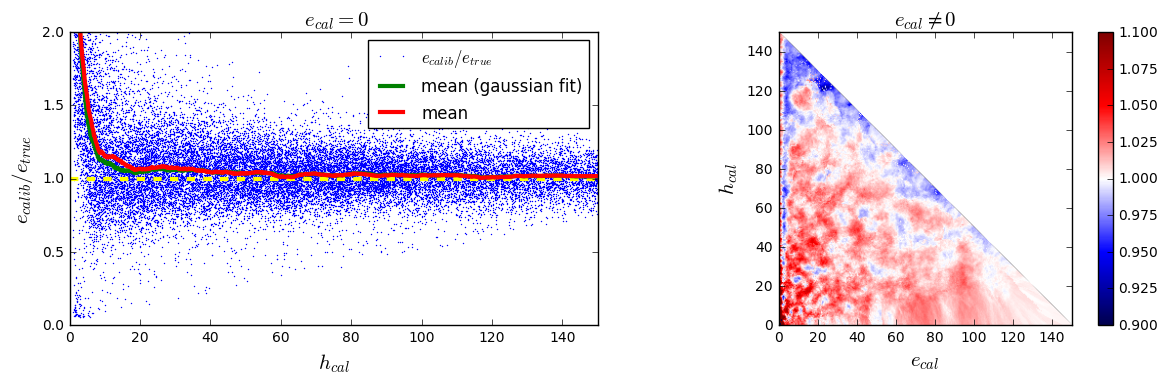 e_cal = 0
e_calib/e_true
2.0
1.5
1.0
0.5
0.0
e_calib/e_true
mean (gaussian fit)
mean
0 20 40 60 80 100 120 140
h_cal
e_cal ≠ 0
h_cal
140
120
100
80
60
40
20
0
0 20 40 60 80 100 120 140
e_cal
1.100
1.075
1.050
1.025
1.000
0.975
0.950
0.925
0.900